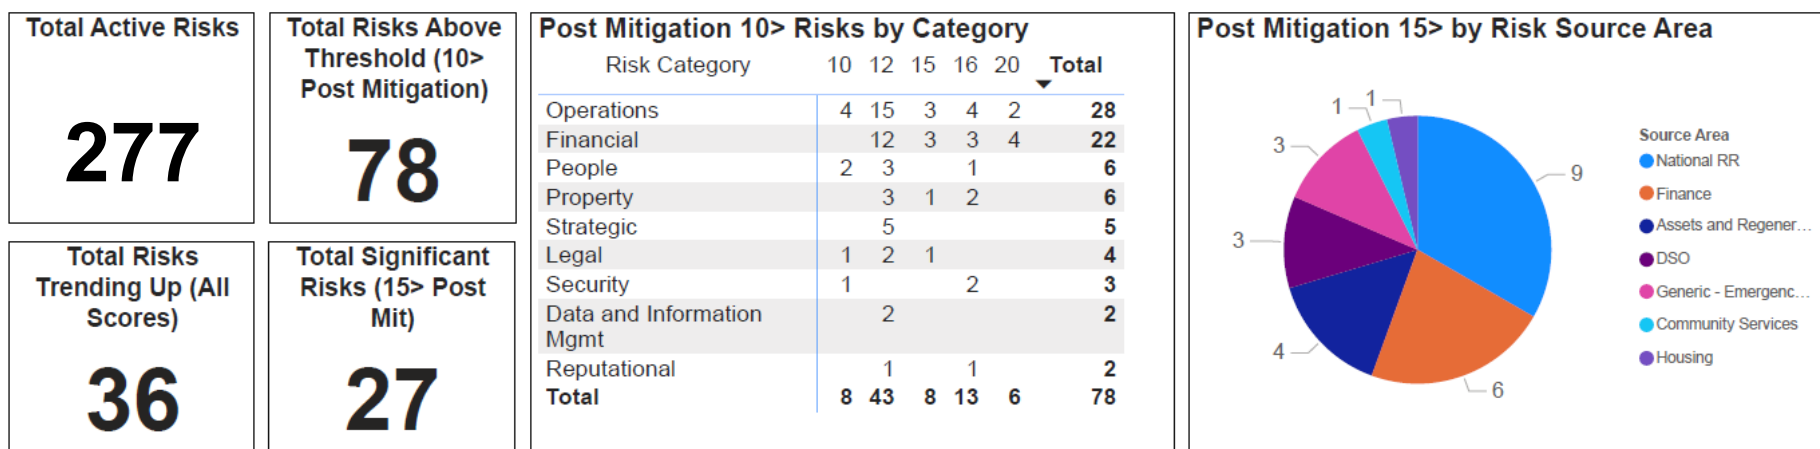 Total Active Risks
277
Total Risks Above
Threshold (10>
Post Mitigation)
78
Total Risks
Trending Up (All
Scores)
36
Total Significant
Risks (15> Post
Mit)
27
Post Mitigation 10> Risks by Category
Risk Category 10 12 15 16 20 Total
Operations 4 15 3 4 2 28
Financial 12 3 3 4 22
People 2 3 1 6
Property 3 1 2 6
Strategic 5 5
Legal 1 2 1 4
Security 1 2 3
Data and Information
Mgmt 2 2
Reputational 1 1 2
Total 8 43 8 13 6 78
Post Mitigation 15> by Risk Source Area
1
1
3
9
3
4
6
Source Area
National RR
Finance
Assets and Regener...
DSO
Generic - Emergenc...
Community Services
Housing